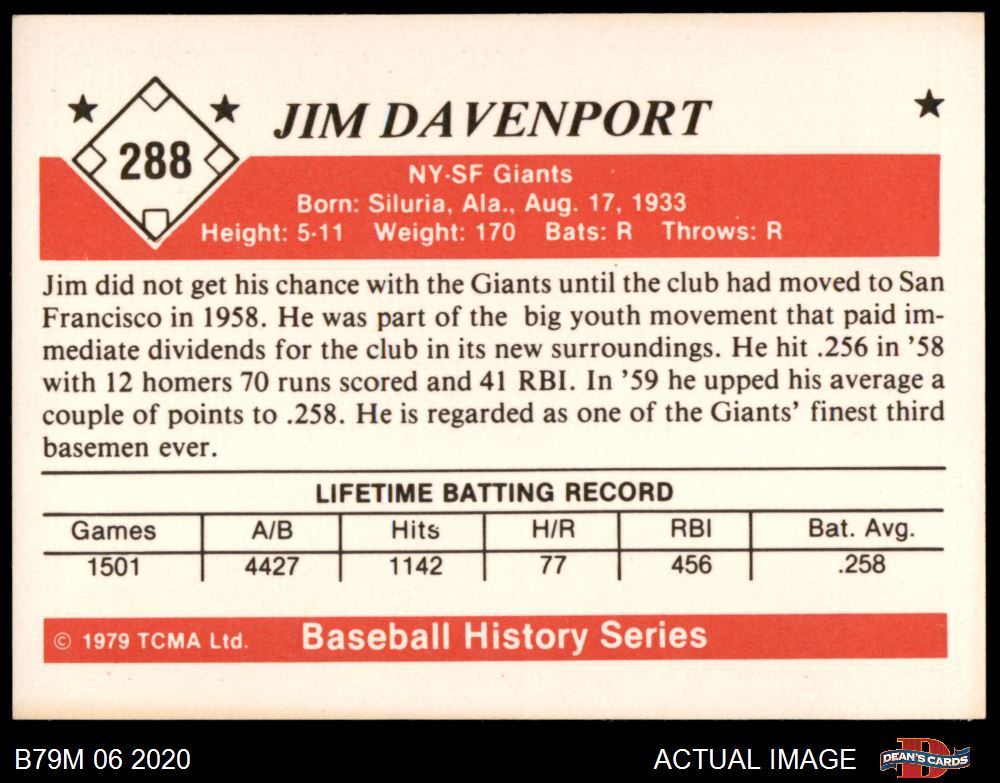 288
JIM DAVENPORT
NY-SF Giants
Born: Siluria, Ala., Aug. 17, 1933
Height: 5-11 Weight: 170 Bats: R Throws: R
Jim did not get his chance with the Giants until the club had moved to San
Francisco in 1958. He was part of the big youth movement that paid im-
mediate dividends for the club in its new surroundings. He hit .256 in '58
with 12 homers 70 runs scored and 41 RBI. In '59 he upped his average a
couple of points to .258. He is regarded as one of the Giants' finest third
basemen ever.
LIFETIME BATTING RECORD
Games A/B Hits H/R RBI Bat. Avg.
1501 4427 1142 77 456 .258
© 1979 TCMA Ltd. Baseball History Series
B79M 06 2020 ACTUAL IMAGE D DEAN'S CARDS